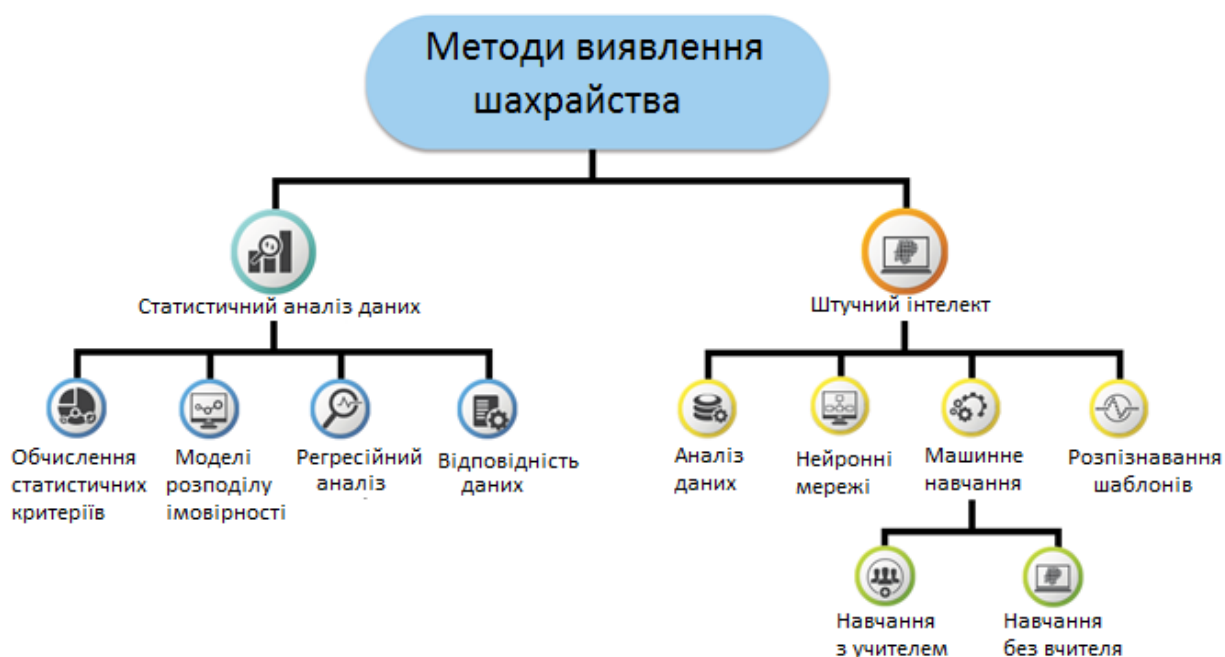 Методи виявлення
шахрайства
Статистичний аналіз даних
Штучний інтелект
Обчислення
статистичних
критеріїв
Моделі
розподілу
імовірності
Регресійний
аналіз
Відповідність
даних
Аналіз
даних
Нейронні
мережі
Машинне
навчання
Розпізнавання
шаблонів
Навчання
з учителем
Навчання
без вчителя